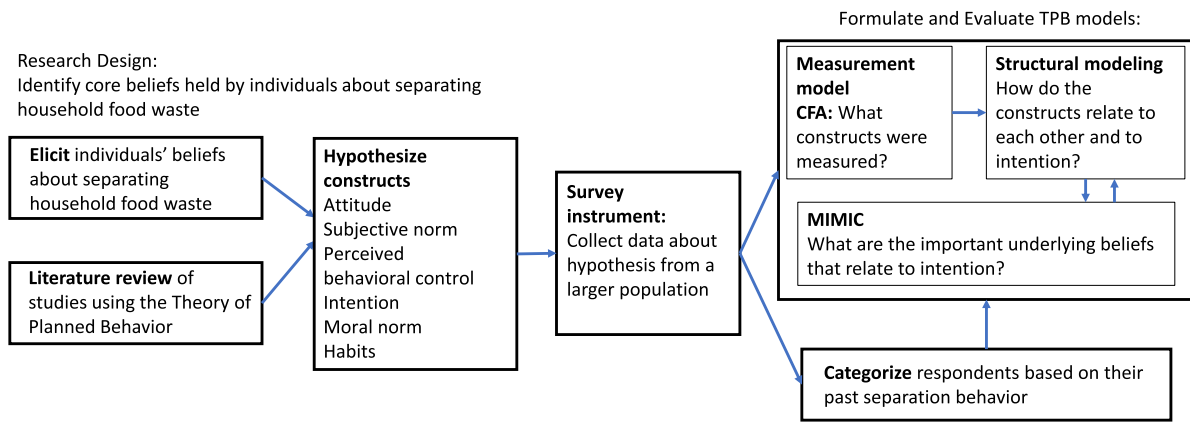 Research Design:
Identify core beliefs held by individuals about separating
household food waste
Elicit individuals’ beliefs
about separating
household food waste
Literature review of
studies using the Theory of
Planned Behavior
Hypothesize
constructs
Attitude
Subjective norm
Perceived
behavioral control
Intention
Moral norm
Habits
Survey
instrument:
Collect data about
hypothesis from a
larger population
Formulate and Evaluate TPB models:
Measurement
model
CFA: What
constructs were
measured?
Structural modeling
How do the
constructs relate to
each other and to
intention?
MIMIC
What are the important underlying beliefs
that relate to intention?
Categorize respondents based on their
past separation behavior